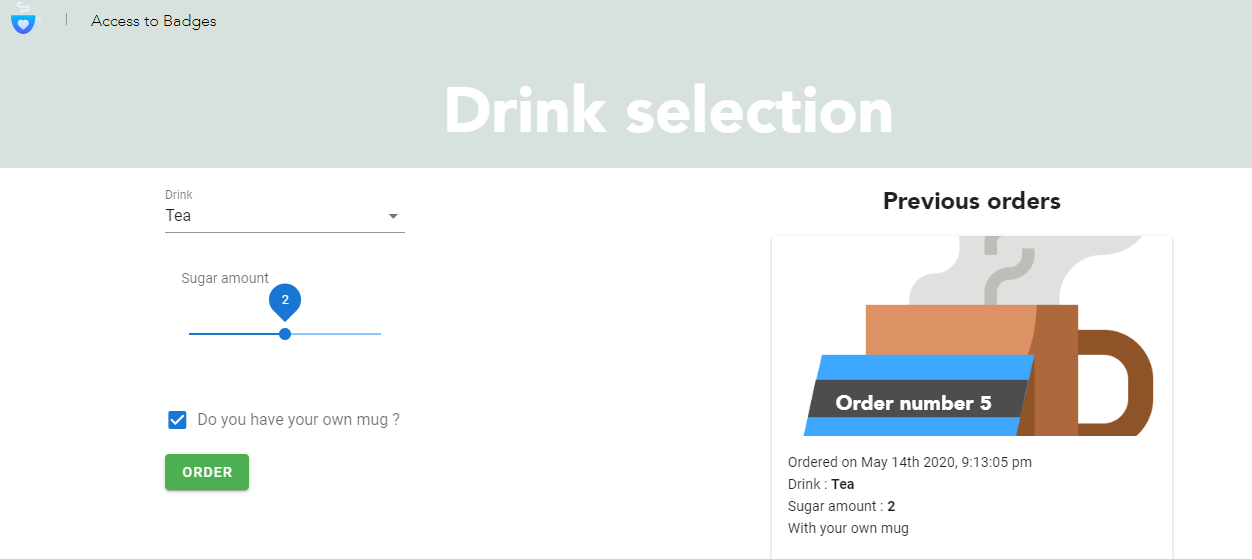 Access to Badges
Drink selection
Drink
Tea
Sugar amount
2
Do you have your own mug ?
ORDER
Previous orders
Order number 5
Ordered on May 14th 2020, 9:13:05 pm
Drink : Tea
Sugar amount : 2
With your own mug